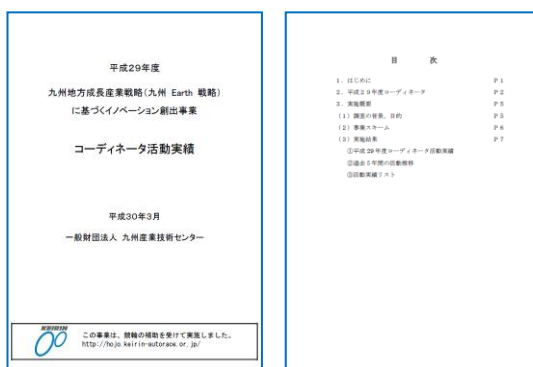 平成29年度
九州地方成長産業戦略(九州 Earth 戦略)
に基づくイノベーション創出事業
コーディネータ活動実績
平成30年3月
一般財団法人 九州産業技術センター
KEIRIN
この事業は、競輪の補助を受けて実施しました。
http://hojo.keirin-autorace.or.jp/
目 次
1．はじめに P1
2．平成29年度コーディネータ P2
3．実施概要 P5
(1)調査の背景、目的 P5
(2)事業スキーム P6
(3)実施結果 P7
①平成29年度コーディネータ活動実績
②過去5年間の活動推移
③活動実績リスト